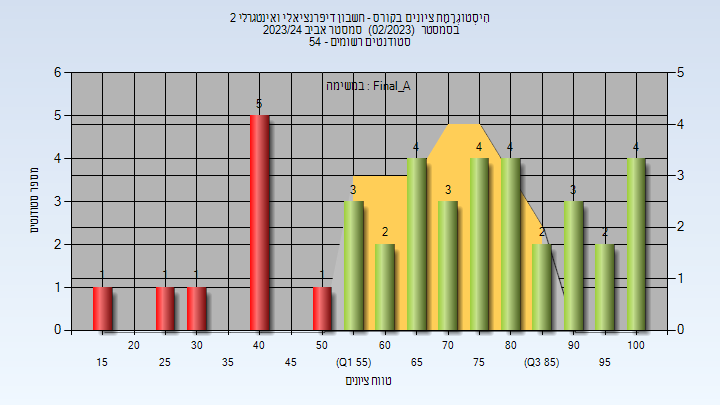 הִיסְטוֹגְרָמַת ציונים בקורס - חשבון דיפרנציאלי ואינטגרלי 2
בסמסטר (02/2023) סמסטר אביב 2023/24
סטודנטים רשומים - 54
במשימה : Final_A
6 5 4 3 2 1 0
מספר סטודנטים
5 4 3 2 1 0
1 1 1 5 1 3 2 4 3 4 4 2 3 2 4
20 30 40 50 60 70 80 90 100
15 25 35 45 (Q1 55) 65 75 (Q3 85) 95
טווח ציונים